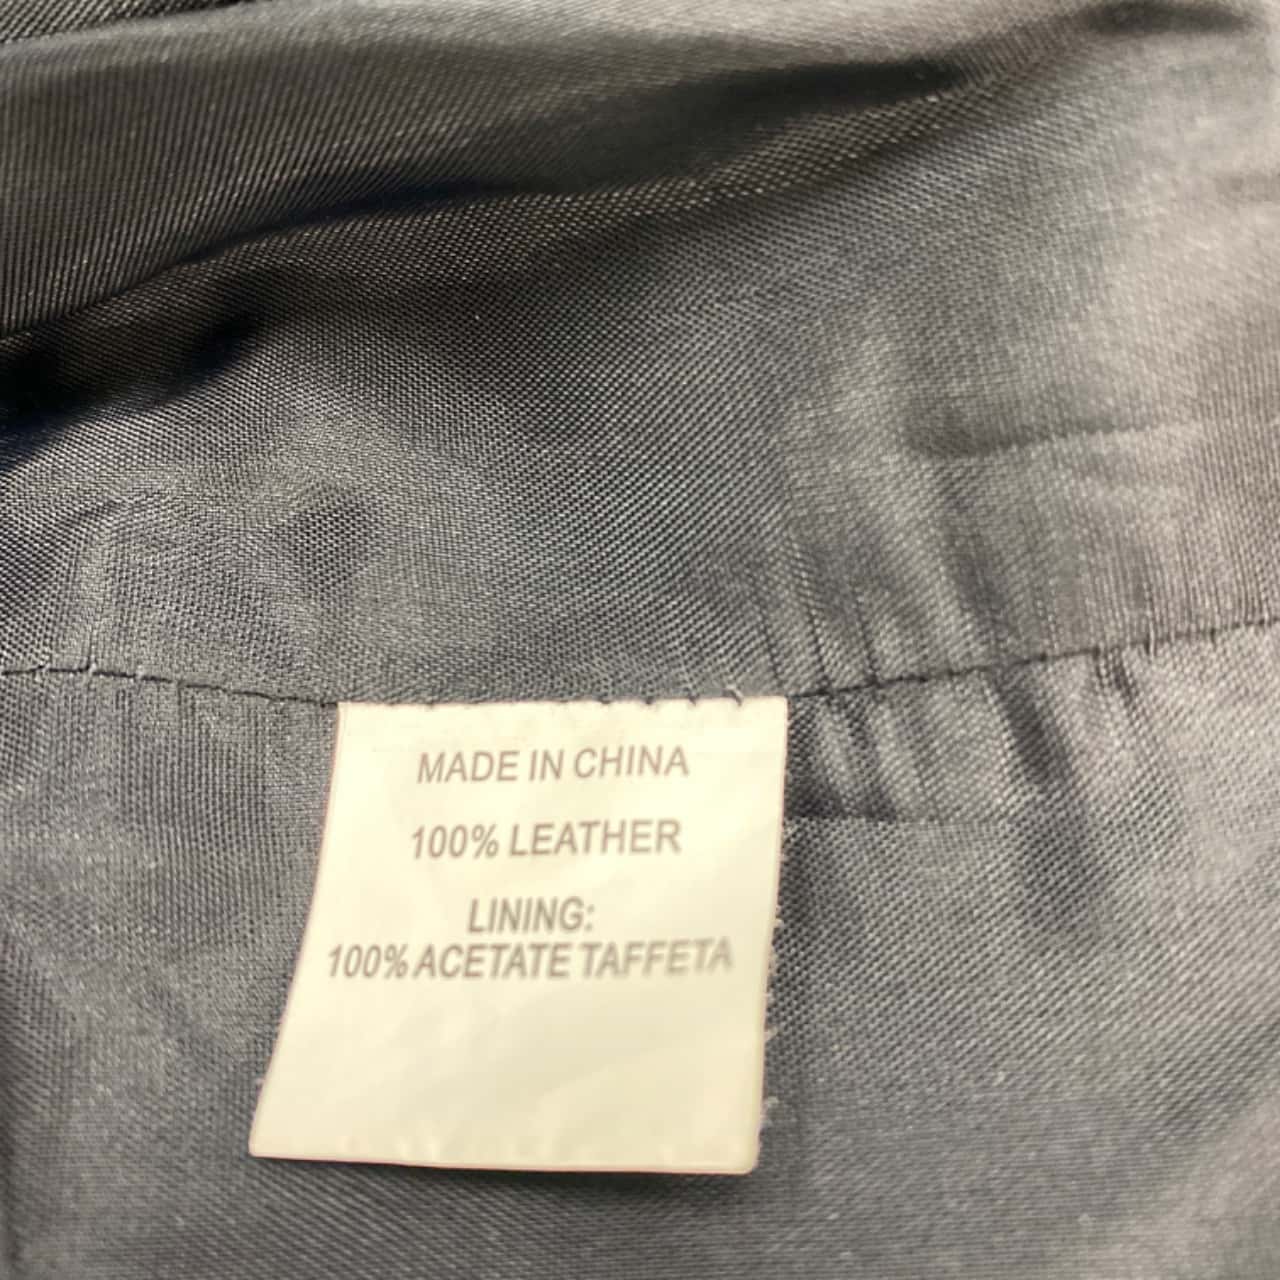 MADE IN CHINA
100% LEATHER
LINING:
100% ACETATE TAFFETA